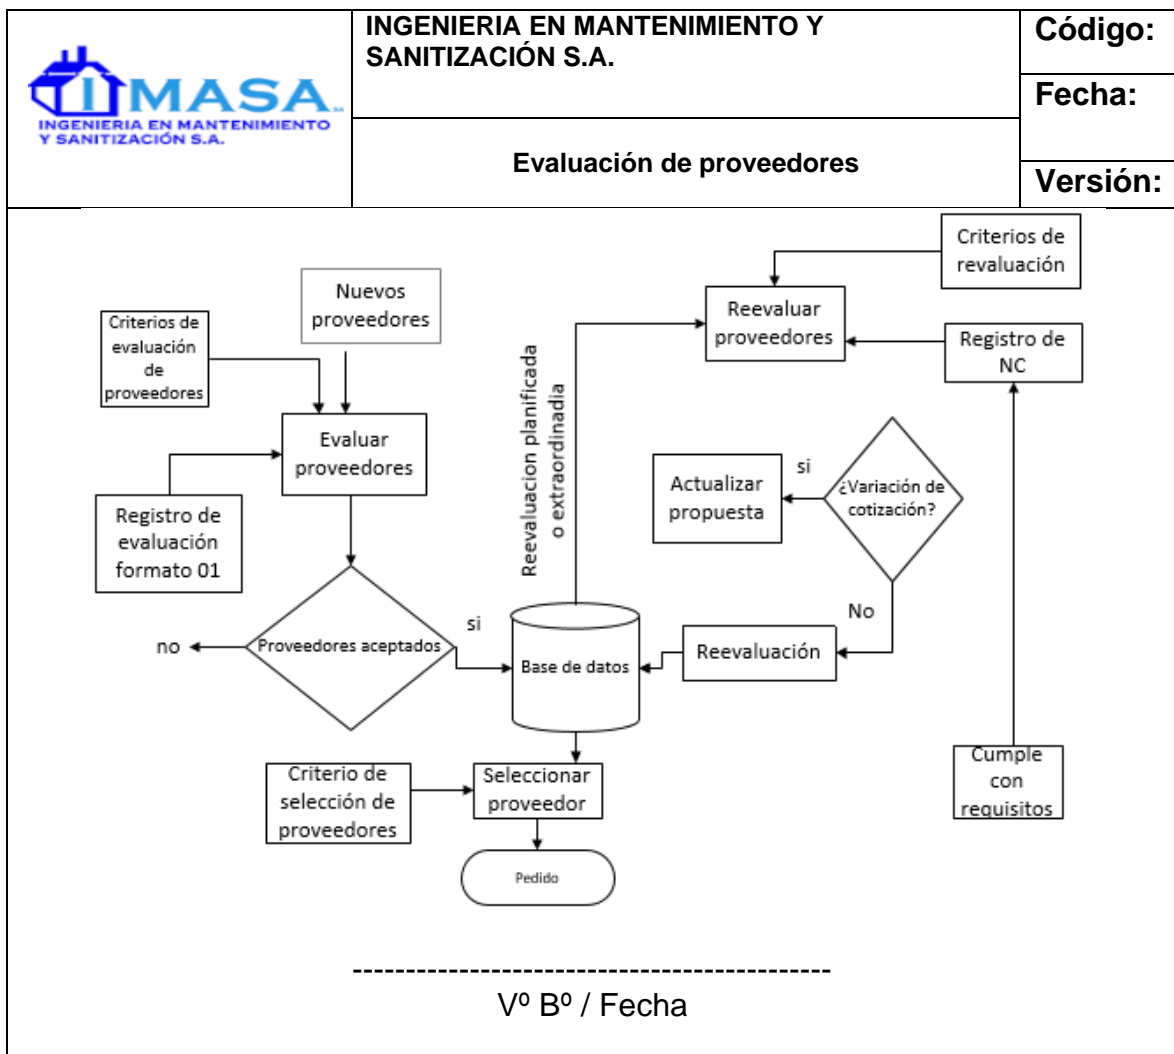 IMASA
SA
INGENIERIA EN MANTENIMIENTO
Y SANITIZACIÓN S.A.
INGENIERIA EN MANTENIMIENTO Y
SANITIZACIÓN S.A.
Evaluación de proveedores
Código:
Fecha:
Versión:
Criterios de
revaluación
Nuevos
proveedores
Reevaluar
proveedores
Criterios de
evaluación
de
proveedores
Registro de
NC
Reevaluacion planificada
o extraordinadia
Evaluar
proveedores
si
¿Variación de
cotización?
Actualizar
propuesta
Registro de
evaluación
formato 01
No
si
no
Proveedores aceptados
Base de datos
Reevaluación
Cumple
con
requisitos
Criterio de
selección de
proveedores
Seleccionar
proveedor
Pedido
---------------------------------------------
Vº Bº / Fecha